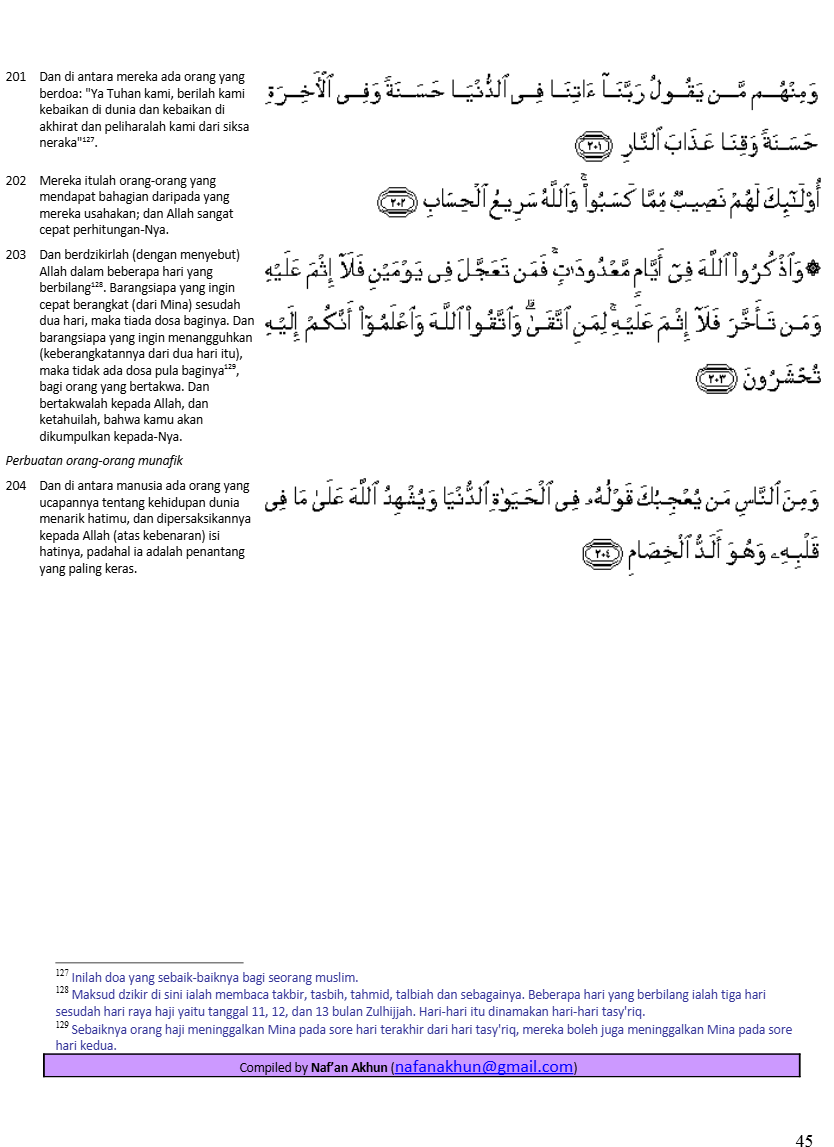 201 Dan di antara mereka ada orang yang
berdoa: "Ya Tuhan kami, berilah kami
kebaikan di dunia dan kebaikan di
akhirat dan peliharalah kami dari siksa
neraka"127.
وَمِنْهُم مَّن يَقُولُ رَبَّنَآ ءَاتِنَا فِى ٱلدُّنْيَا حَسَنَةً وَفِى ٱلْأَخِرَةِ
حَسَنَةً وَقِنَا عَذَابَ ٱلنَّارِ ٢٠١
202 Mereka itulah orang-orang yang
mendapat bahagian daripada yang
mereka usahakan; dan Allah sangat
cepat perhitungan-Nya.
أُو۟لَٰٓئِكَ لَهُمْ نَصِيبٌ مِّمَّا كَسَبُوا۟ ۚ وَٱللَّهُ سَرِيعُ ٱلْحِسَابِ ٢٠٢
203 Dan berdzikirlah (dengan menyebut)
Allah dalam beberapa hari yang
berbilang128. Barangsiapa yang ingin
cepat berangkat (dari Mina) sesudah
dua hari, maka tiada dosa baginya. Dan
barangsiapa yang ingin menangguhkan
(keberangkatannya dari dua hari itu),
maka tidak ada dosa pula baginya129,
bagi orang yang bertakwa. Dan
bertakwalah kepada Allah, dan
ketahuilah, bahwa kamu akan
dikumpulkan kepada-Nya.
۞ وَٱذْكُرُوا۟ ٱللَّهَ فِىٓ أَيَّامٍ مَّعْدُودَٰتٍ ۚ فَمَن تَعَجَّلَ فِى يَوْمَيْنِ فَلَآ إِثْمَ عَلَيْهِ
وَمَن تَأَخَّرَ فَلَآ إِثْمَ عَلَيْهِ ۚ لِمَنِ ٱتَّقَىٰ ۗ وَٱتَّقُوا۟ ٱللَّهَ وَٱعْلَمُوٓا۟ أَنَّكُمْ إِلَيْهِ
تُحْشَرُونَ ٢٠٣
Perbuatan orang-orang munafik
204 Dan di antara manusia ada orang yang
ucapannya tentang kehidupan dunia
menarik hatimu, dan dipersaksikannya
kepada Allah (atas kebenaran) isi
hatinya, padahal ia adalah penantang
yang paling keras.
وَمِنَ ٱلنَّاسِ مَن يُعْجِبُكَ قَوْلُهُۥ فِى ٱلْحَيَوٰةِ ٱلدُّنْيَا وَيُشْهِدُ ٱللَّهَ عَلَىٰ مَا فِى
قَلْبِهِۦ وَهُوَ أَلَدُّ ٱلْخِصَامِ ٢٠٤
127 Inilah doa yang sebaik-baiknya bagi seorang muslim.
128 Maksud dzikir di sini ialah membaca takbir, tasbih, tahmid, talbiah dan sebagainya. Beberapa hari yang berbilang ialah tiga hari
sesudah hari raya haji yaitu tanggal 11, 12, dan 13 bulan Zulhijjah. Hari-hari itu dinamakan hari-hari tasy'riq.
129 Sebaiknya orang haji meninggalkan Mina pada sore hari terakhir dari hari tasy'riq, mereka boleh juga meninggalkan Mina pada sore
hari kedua.
Compiled by Naf’an Akhun (nafanakhun@gmail.com)
45